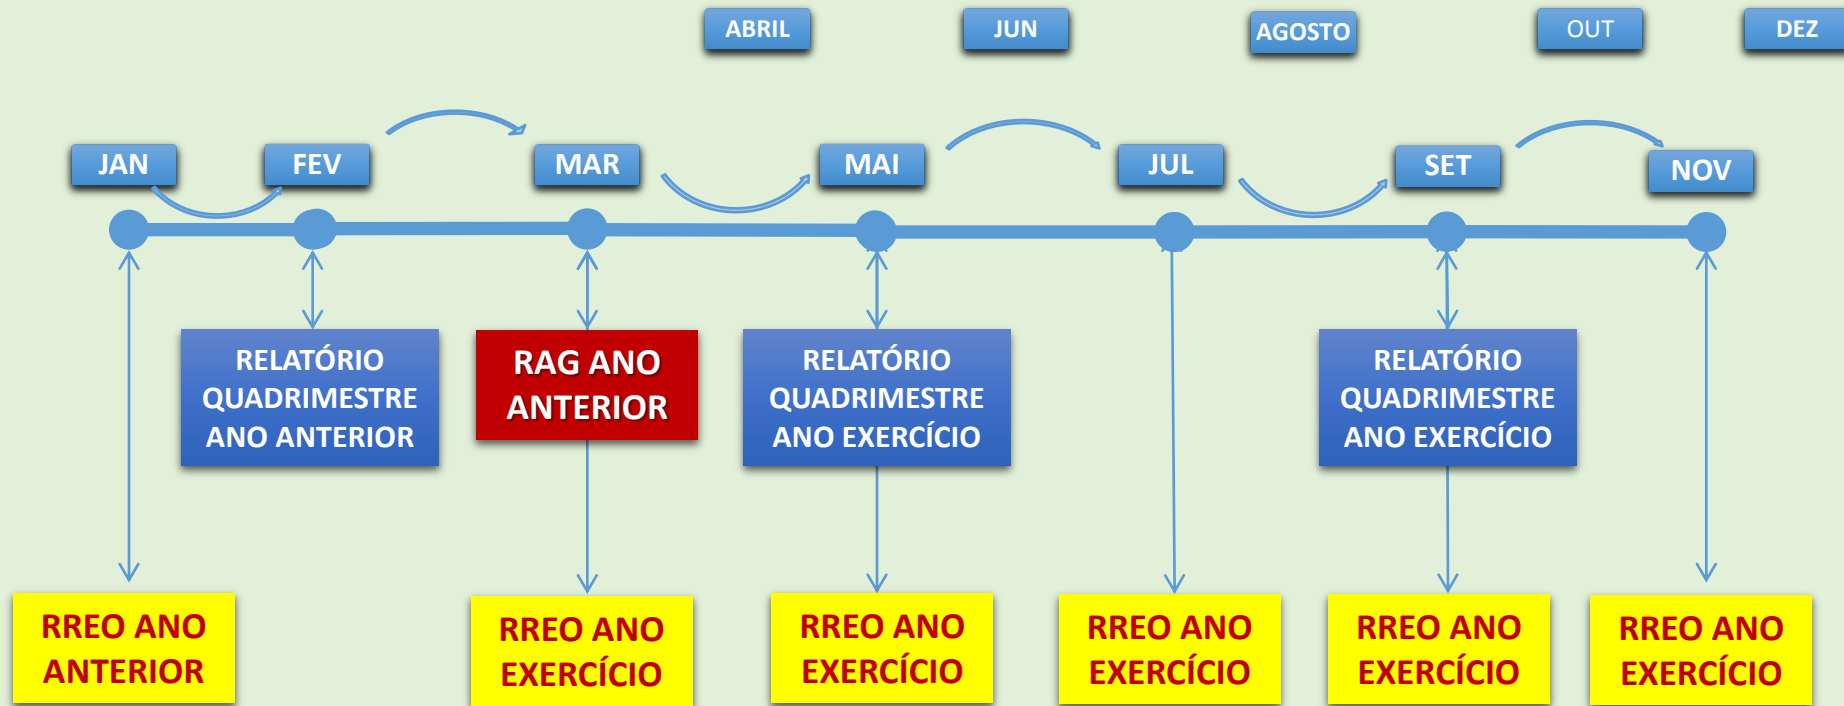 ABRIL
JUN
AGOSTO
OUT
DEZ
JAN
FEV
MAR
MAI
JUL
SET
NOV
RELATÓRIO
QUADRIMESTRE
ANO ANTERIOR
RAG ANO
ANTERIOR
RELATÓRIO
QUADRIMESTRE
ANO EXERCÍCIO
RELATÓRIO
QUADRIMESTRE
ANO EXERCÍCIO
RREO ANO
ANTERIOR
RREO ANO
EXERCÍCIO
RREO ANO
EXERCÍCIO
RREO ANO
EXERCÍCIO
RREO ANO
EXERCÍCIO
RREO ANO
EXERCÍCIO